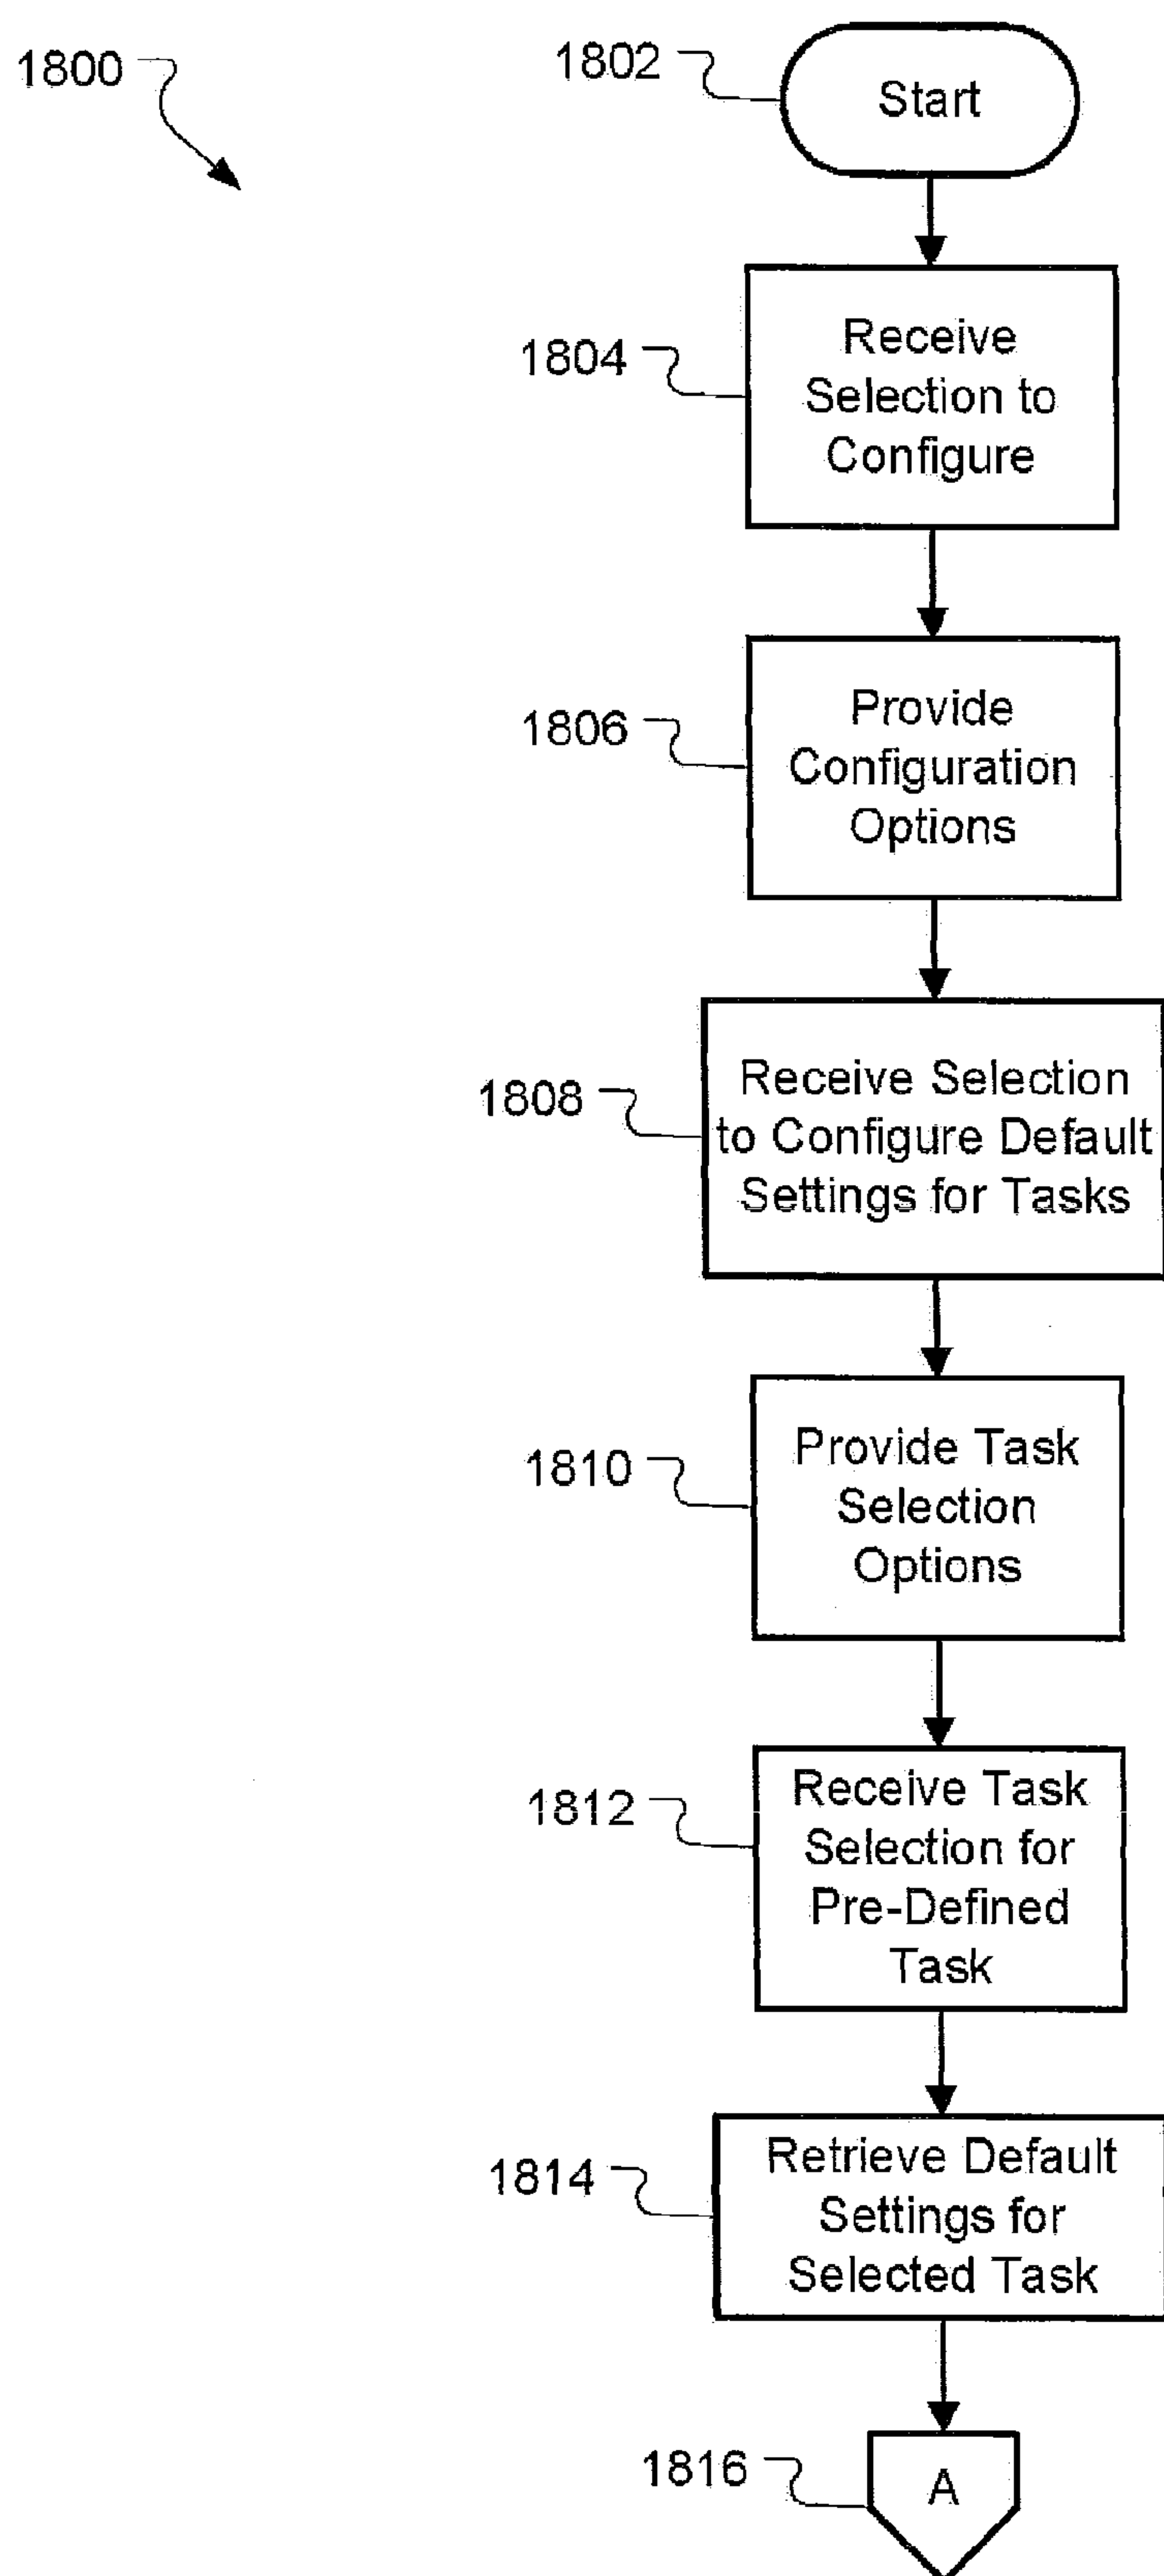 1800
1802
Start
1804
Receive
Selection to
Configure
1806
Provide
Configuration
Options
1808
Receive Selection
to Configure Default
Settings for Tasks
1810
Provide Task
Selection
Options
1812
Receive Task
Selection for
Pre-Defined
Task
1814
Retrieve Default
Settings for
Selected Task
1816
A